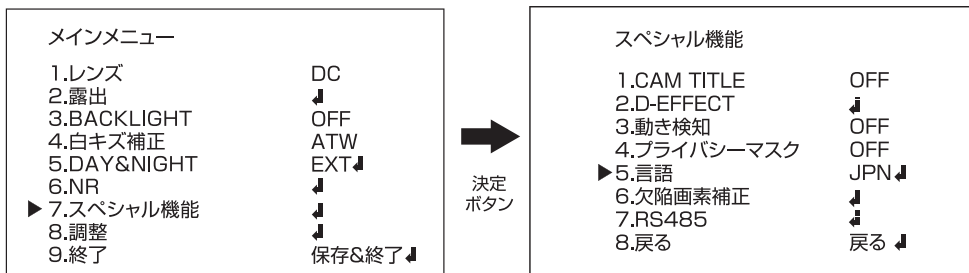 メインメニュー
1.レンズ DC
2.露出 ↲
3.BACKLIGHT OFF
4.白キズ補正 ATW
5.DAY&NIGHT EXT↲
6.NR ↲
▶7.スペシャル機能 ↲
8.調整 ↲
9.終了 保存&終了↲
決定
ボタン
スペシャル機能
1.CAM TITLE OFF
2.D-EFFECT ↲
3.動き検知 OFF
4.プライバシーマスク OFF
▶5.言語 JPN↲
6.欠陥画素補正 ↲
7.RS485 ↲
8.戻る 戻る ↲